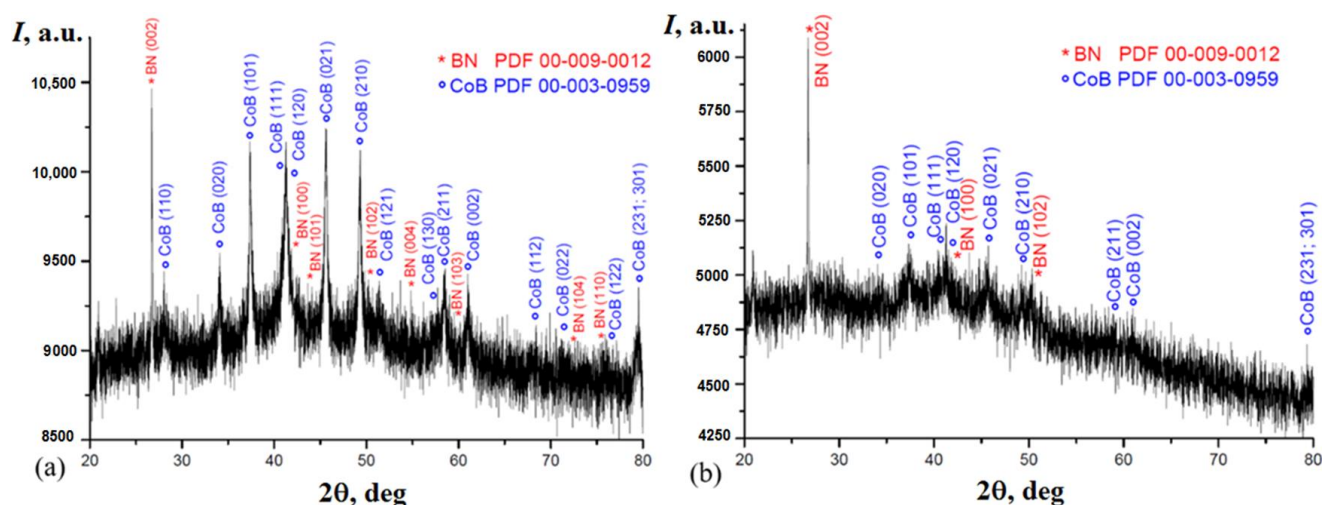 I, a.u.
* BN PDF 00-009-0012
° CoB PDF 00-003-0959
10,500
10,000
9500
9000
8500
* BN (002)
CoB (110)
CoB (020)
CoB (101)
CoB (111)
CoB (120)
BN (100)
BN (101)
CoB (021)
CoB (210)
BN (102)
CoB (121)
BN (004)
CoB (130)
CoB (211)
BN (103)
CoB (002)
CoB (112)
CoB (022)
BN (104)
BN (110)
CoB (122)
CoB (231; 301)
20 30 40 50 60 70 80
(a)
2θ, deg
I, a.u.
* BN PDF 00-009-0012
° CoB PDF 00-003-0959
6000
5750
5500
5250
5000
4750
4500
4250
BN (002)
CoB (020)
CoB (101)
CoB (111)
CoB (120)
BN (100)
CoB (021)
CoB (210)
BN (102)
CoB (211)
CoB (002)
CoB (231; 301)
20 30 40 50 60 70 80
(b)
2θ, deg